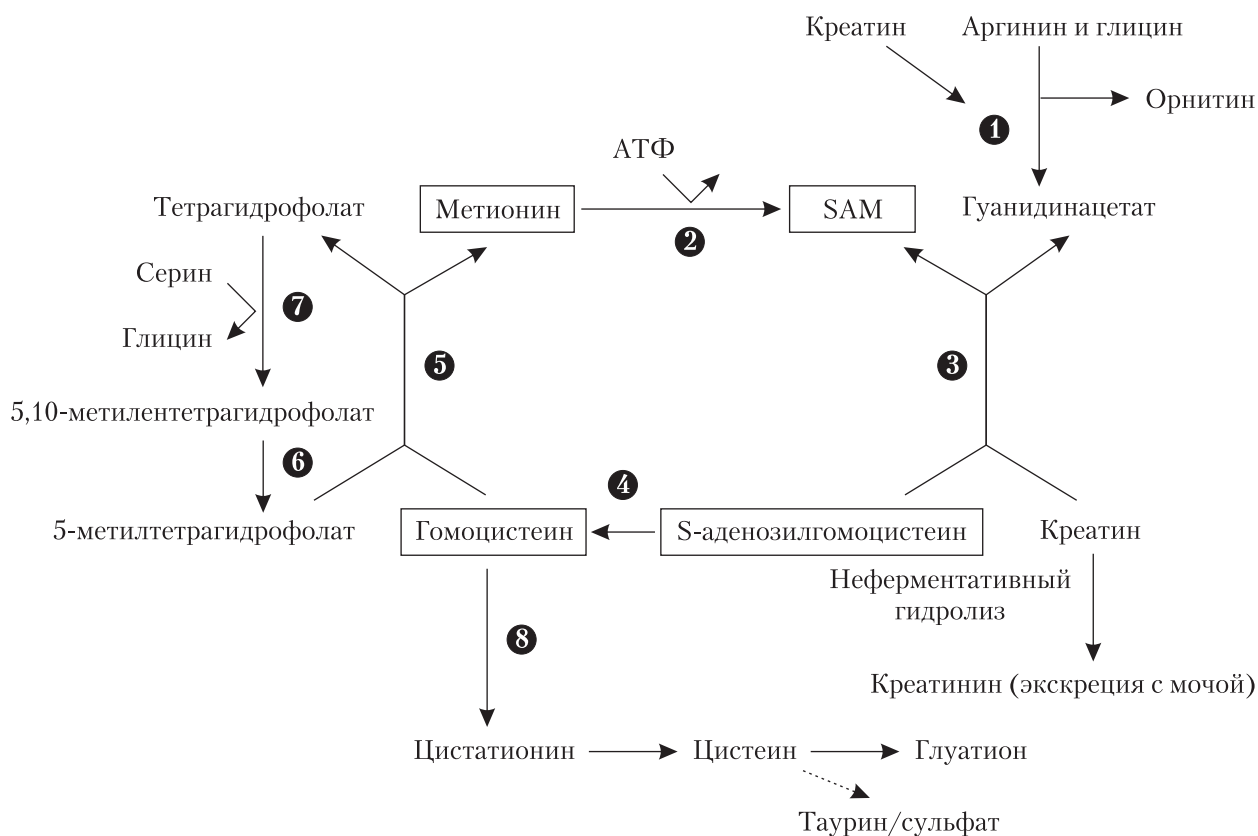 Креатин
Аргинин и глицин
Орнитин
1
АТФ
Тетрагидрофолат
Метионин
SAM
Гуанидинацетат
2
Серин
7
Глицин
5
3
5,10-метилентетрагидрофолат
6
4
5-метилтетрагидрофолат
Гомоцистеин
S-аденозилгомоцистеин
Креатин
Неферментативный
гидролиз
8
Креатинин (экскреция с мочой)
Цистатионин
Цистеин
Глуатион
Таурин/сульфат